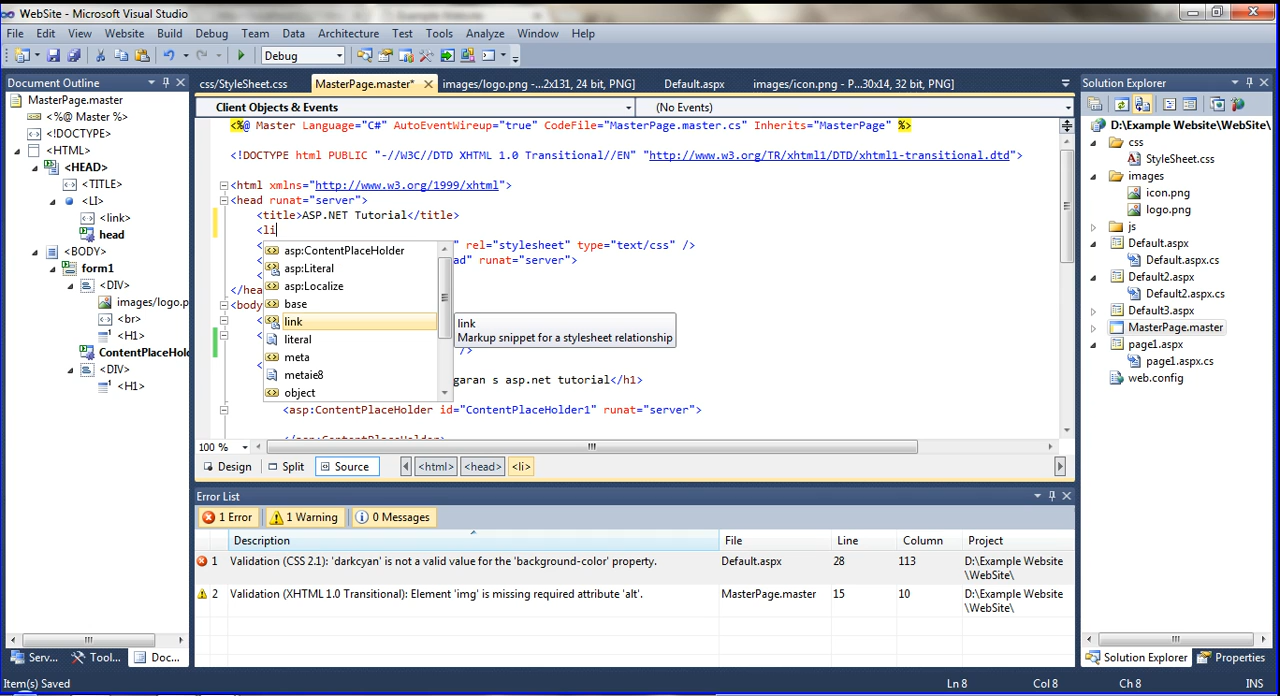 WebSite - Microsoft Visual Studio
File Edit View Website Build Debug Team Data Architecture Test Tools Analyze Window Help
Debug
Document Outline
MasterPage.master
<%@ Master %>
<!DOCTYPE>
<HTML>
<HEAD>
<TITLE>
<LI>
<link>
head
<BODY>
form1
<DIV>
images/logo.p
<br>
<H1>
ContentPlaceHold
<DIV>
<H1>
Serv... Tool... Doc...
css/StyleSheet.css MasterPage.master* images/logo.png -...2x131, 24 bit, PNG] Default.aspx images/icon.png - P...30x14, 32 bit, PNG]
Client Objects & Events (No Events)
<%@ Master Language="C#" AutoEventWireup="true" CodeFile="MasterPage.master.cs" Inherits="MasterPage" %>
<!DOCTYPE html PUBLIC "-//W3C//DTD XHTML 1.0 Transitional//EN" "http://www.w3.org/TR/xhtml1/DTD/xhtml1-transitional.dtd">
<html xmlns="http://www.w3.org/1999/xhtml">
<head runat="server">
<title>ASP.NET Tutorial</title>
<li
< " rel="stylesheet" type="text/css" />
< ad" runat="server">
<
</hea
<body
<
< />
<
garan s asp.net tutorial</h1>
<asp:ContentPlaceHolder id="ContentPlaceHolder1" runat="server">
</asp:ContentPlaceHolder>
asp:ContentPlaceHolder
asp:Literal
asp:Localize
base
link
literal
meta
metaie8
object
link
Markup snippet for a stylesheet relationship
100 %
Design Split Source <html> <head> <li>
Error List
1 Error 1 Warning 0 Messages
Description File Line Column Project
1 Validation (CSS 2.1): 'darkcyan' is not a valid value for the 'background-color' property. Default.aspx 28 113 D:\Example Website\WebSite\
2 Validation (XHTML 1.0 Transitional): Element 'img' is missing required attribute 'alt'. MasterPage.master 15 10 D:\Example Website\WebSite\
Solution Explorer
D:\Example Website\WebSite\
css
StyleSheet.css
images
icon.png
logo.png
js
Default.aspx
Default.aspx.cs
Default2.aspx
Default2.aspx.cs
Default3.aspx
MasterPage.master
page1.aspx
page1.aspx.cs
web.config
Solution Explorer Properties
Item(s) Saved Ln 8 Col 8 Ch 8 INS